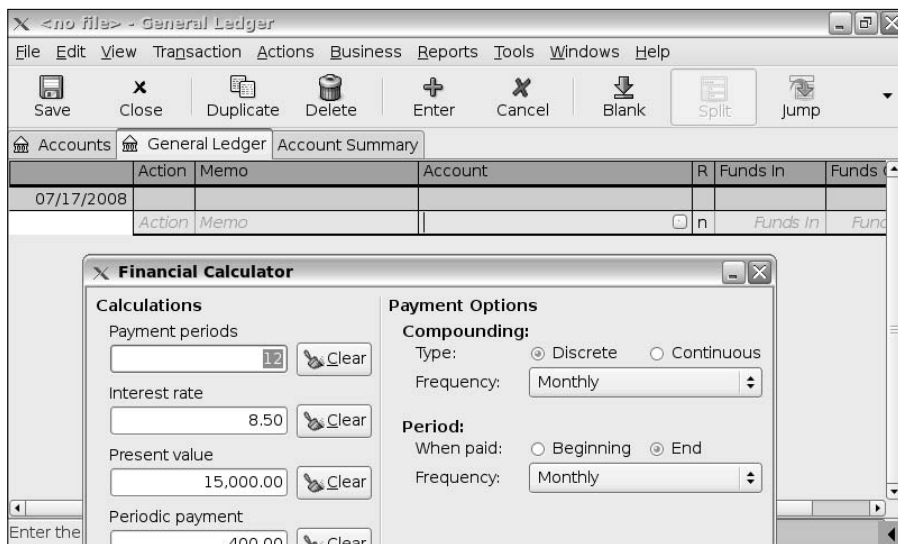 <no file> - General Ledger
File Edit View Transaction Actions Business Reports Tools Windows Help
Save Close Duplicate Delete Enter Cancel Blank Split Jump
Accounts General Ledger Account Summary
Action Memo Account R Funds In Funds
07/17/2008
Action Memo n Funds In
Financial Calculator
Calculations
Payment periods
12 Clear
Interest rate
8.50 Clear
Present value
15,000.00 Clear
Periodic payment
400.00 Clear
Payment Options
Compounding:
Type: Discrete Continuous
Frequency: Monthly
Period:
When paid: Beginning End
Frequency: Monthly
Enter the